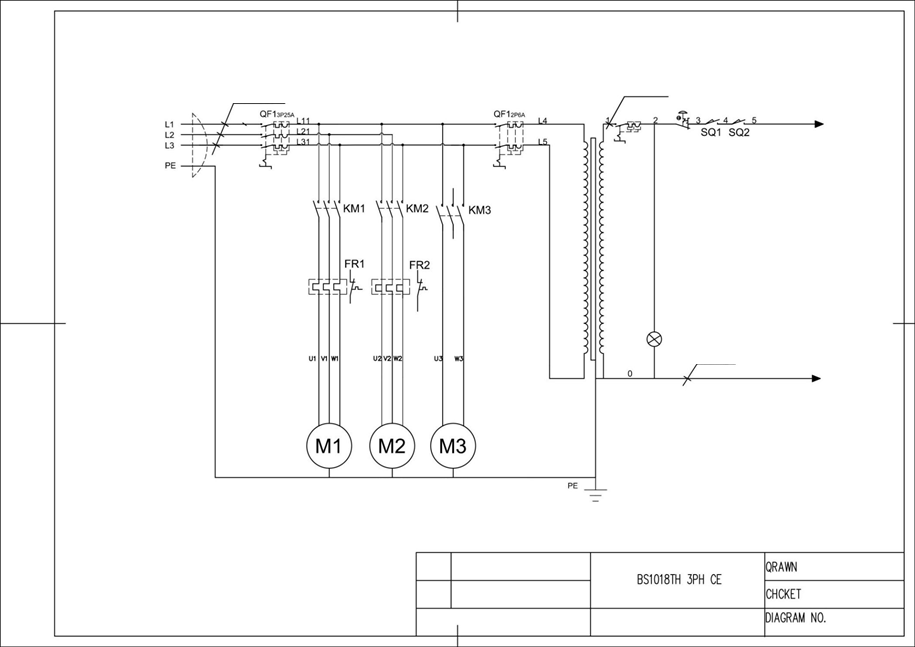 QF1 3P25A L11 QF1 2P6A L4 1 2 3 4 5
L1
L2 L21 SQ1 SQ2
L3 L31 L5
PE
KM1 KM2 KM3
FR1 FR2
U1 V1 W1 U2 V2 W2 U3 W3
0
M1 M2 M3
PE
BS1018TH 3PH CE
QRAWN
CHCKET
DIAGRAM NO.